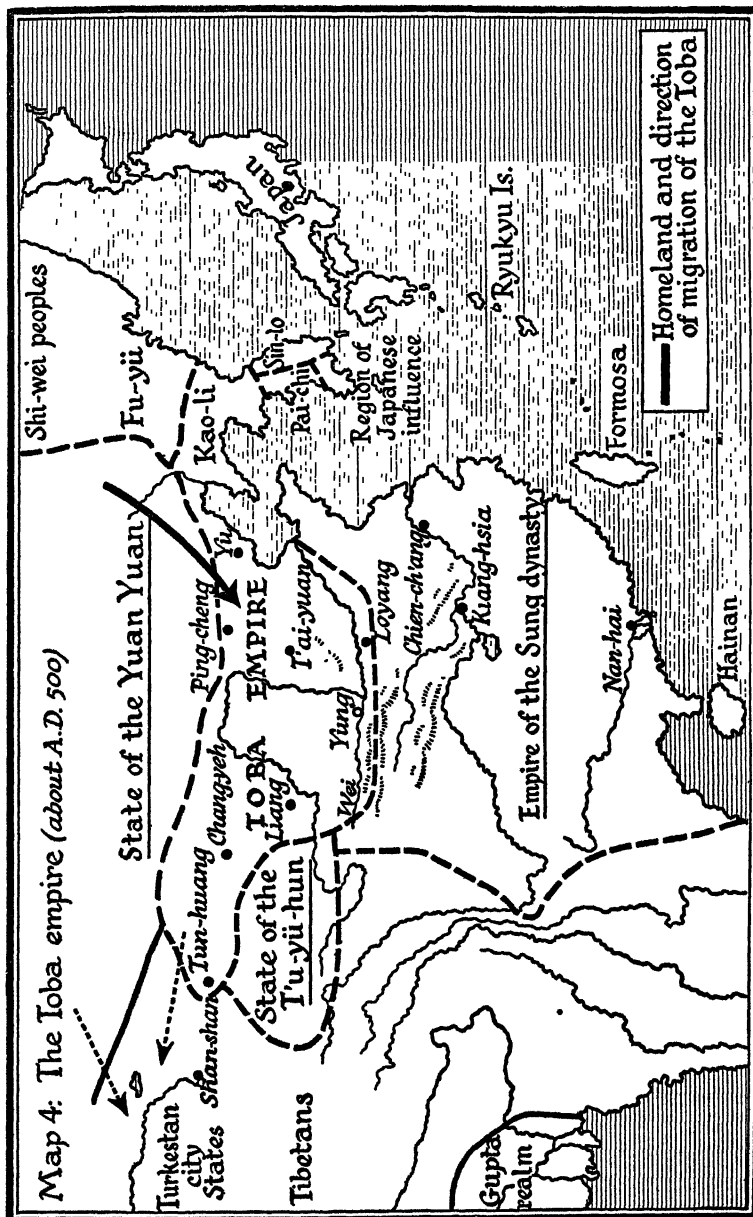 Map 4: The Toba empire (about A.D. 500)
Shi-wei peoples
State of the Yuan Yuan
Fu-yü
Turkestan
city
States
Shan-shan
Tun-huang
Chang-yeh
Ping-cheng
Yü
Kao-li
Sin-lo
Pai-chi
Japan
TOBA EMPIRE
Liang
T'ai-yuan
State of the
T'u-yü-hun
Tibetans
Wei
Yung
Loyang
Region of
Japanese
influence
Chien-ch'ang
Kiang-hsia
Ryukyu Is.
Empire of the Sung dynasty
Gupta
realm
Nan-hai
Formosa
Hainan
Homeland and direction
of migration of the Toba